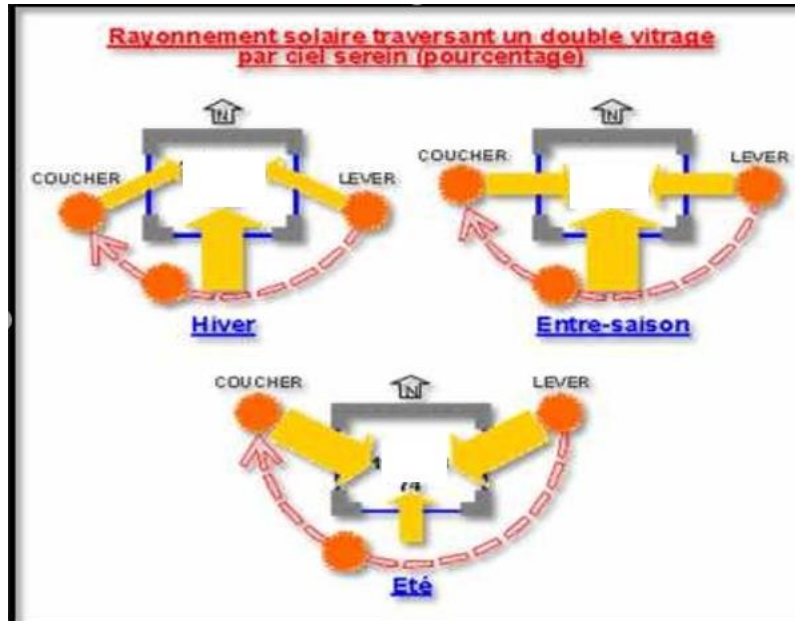 Rayonnement solaire traversant un double vitrage
par ciel serein (pourcentage)
N
N
COUCHER
LEVER
COUCHER
LEVER
Hiver
Entre-saison
COUCHER
N
LEVER
Eté